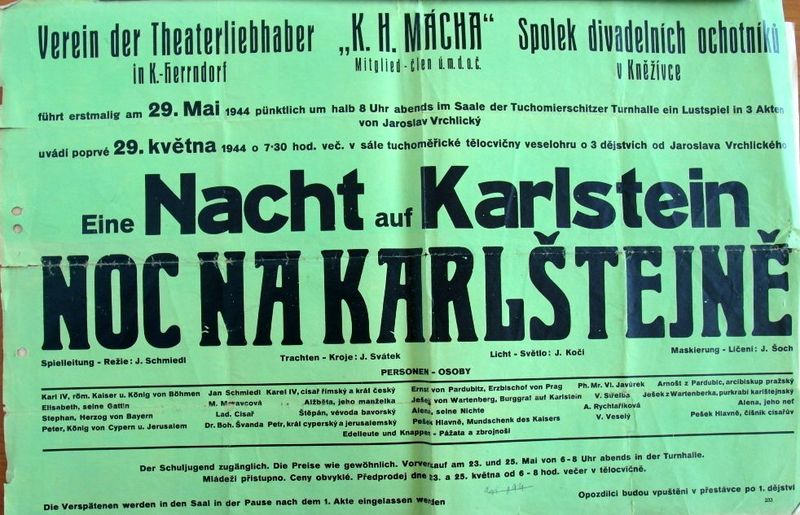 Verein der Theaterliebhaber „K. H. MÁCHA“ Spolek divadelních ochotníků
in K.-Herrndorf Mitglied - člen ú.m.d.o.č. v Kněžívce
führt erstmalig am 29. Mai 1944 pünktlich um halb 8 Uhr abends im Saale der Tuchomierschitzer Turnhalle ein Lustspiel in 3 Akten
von Jaroslav Vrchlický
uvádí poprvé 29. května 1944 o 7·30 hod. več. v sále tuchoměřické tělocvičny veselohru o 3 dějstvích od Jaroslava Vrchlického
Eine Nacht auf Karlstein
NOC NA KARLŠTEJNĚ
Spielleitung - Režie: J. Schmiedl Trachten - Kroje: J. Svátek Licht - Světlo: J. Kočí Maskierung - Líčení: J. Šoch
PERSONEN - OSOBY
Karl IV, röm. Kaiser u. König von Böhmen Jan Schmiedl Karel IV, císař římský a král český Ernst von Pardubitz, Erzbischof von Prag Ph. Mr. Vl. Javůrek Arnošt z Pardubic, arcibiskup pražský
Elisabeth, seine Gattin M. Moravcová Alžběta, jeho manželka Ješek von Wartenberg, Burggraf auf Karlstein V. Střelba Ješek z Wartenberka, purkrabí karlštejnský
Stephan, Herzog von Bayern Lad. Císař Štěpán, vévoda bavorský Alena, seine Nichte A. Rychtaříková Alena, jeho neť
Peter, König von Cypern u. Jerusalem Dr. Boh. Švanda Petr, král cyperský a jerusalemský Pešek Hlavně, Mundschenk des Kaisers V. Veselý Pešek Hlavně, číšník císařův
Edelleute und Knappen - Pážata a zbrojnoši
Der Schuljugend zugänglich. Die Preise wie gewöhnlich. Vorverkauf am 23. und 25. Mai von 6-8 Uhr abends in der Turnhalle.
Mládeži přístupno. Ceny obvyklé. Předprodej dne 23. a 25. května od 6-8 hod. večer v tělocvičně.
Die Verspätenen werden in den Saal in der Pause nach dem 1. Akte eingelassen werden Opozdilci budou vpuštěni v přestávce po 1. dějství